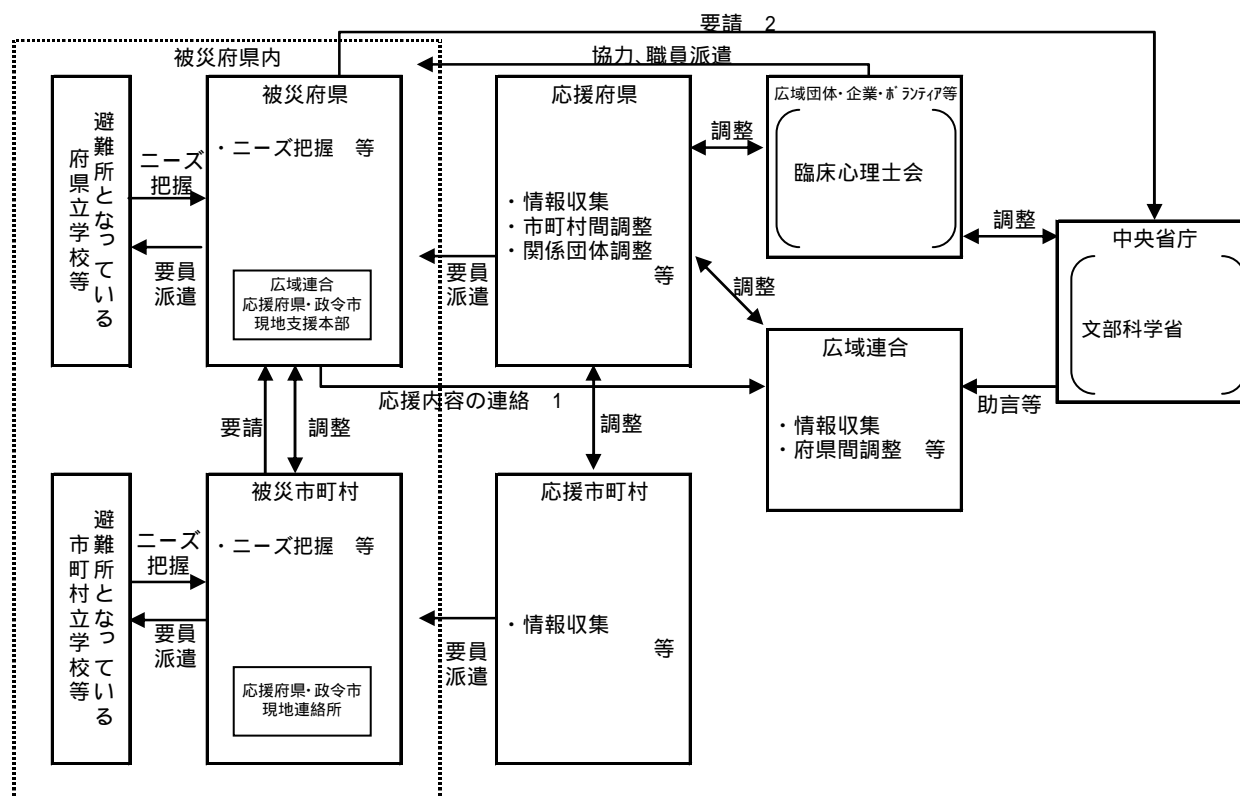 要請 2
被災府県内
協力、職員派遣
避難所となっている
府県立学校等
ニーズ
把握
要員
派遣
被災府県
・ニーズ把握 等
広域連合
応援府県・政令市
現地支援本部
応援府県
・情報収集
・市町村間調整
・関係団体調整
等
要員
派遣
調整
広域団体・企業・ﾎﾞﾗﾝﾃｨｱ等
臨床心理士会
調整
中央省庁
文部科学省
調整
広域連合
・情報収集
・府県間調整 等
助言等
応援内容の連絡 1
要請
調整
調整
避難所となっている
市町村立学校等
ニーズ
把握
要員
派遣
被災市町村
・ニーズ把握 等
応援府県・政令市
現地連絡所
要員
派遣
応援市町村
・情報収集
等